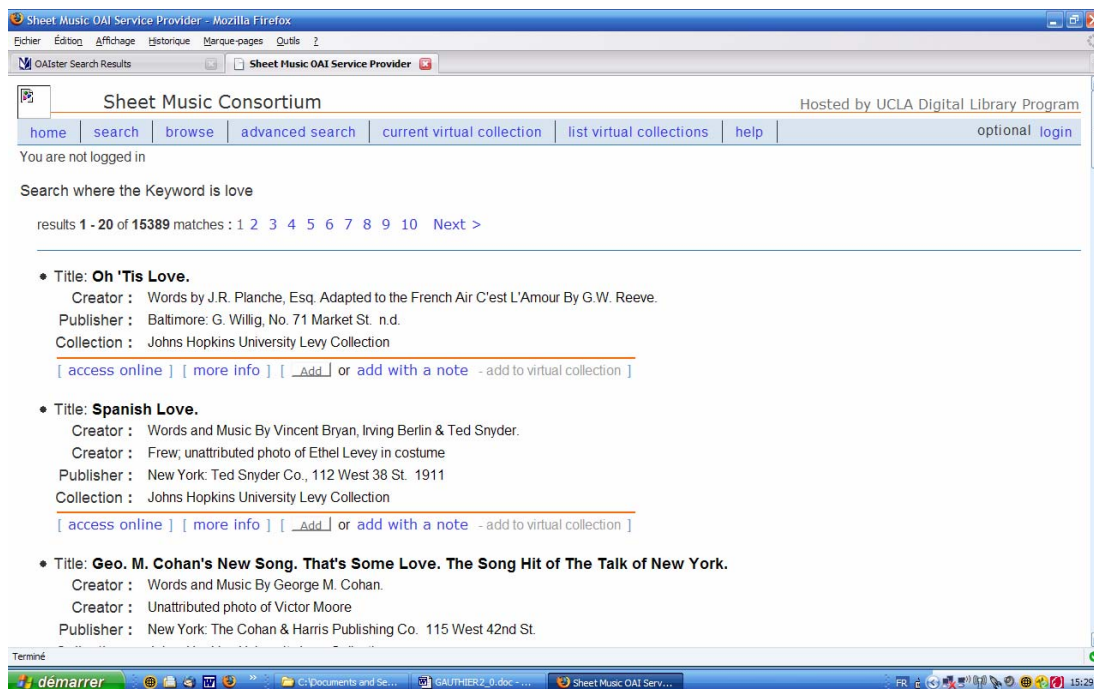 Sheet Music OAI Service Provider - Mozilla Firefox
Fichier Édition Affichage Historique Marque-pages Outils ?
OAIster Search Results Sheet Music OAI Service Provider
Sheet Music Consortium Hosted by UCLA Digital Library Program
home search browse advanced search current virtual collection list virtual collections help optional login
You are not logged in
Search where the Keyword is love
results 1 - 20 of 15389 matches : 1 2 3 4 5 6 7 8 9 10 Next >
Title: Oh 'Tis Love.
Creator : Words by J.R. Planche, Esq. Adapted to the French Air C'est L'Amour By G.W. Reeve.
Publisher : Baltimore: G. Willig, No. 71 Market St. n.d.
Collection : Johns Hopkins University Levy Collection
[ access online ] [ more info ] [ Add or add with a note - add to virtual collection ]
Title: Spanish Love.
Creator : Words and Music By Vincent Bryan, Irving Berlin & Ted Snyder.
Creator : Frew; unattributed photo of Ethel Levey in costume
Publisher : New York: Ted Snyder Co., 112 West 38 St. 1911
Collection : Johns Hopkins University Levy Collection
[ access online ] [ more info ] [ Add or add with a note - add to virtual collection ]
Title: Geo. M. Cohan's New Song. That's Some Love. The Song Hit of The Talk of New York.
Creator : Words and Music By George M. Cohan.
Creator : Unattributed photo of Victor Moore
Publisher : New York: The Cohan & Harris Publishing Co. 115 West 42nd St.
Terminé
démarrer C:\Documents and Se... GAUTHIER2_0.doc - ... Sheet Music OAI Serv... FR 15:29